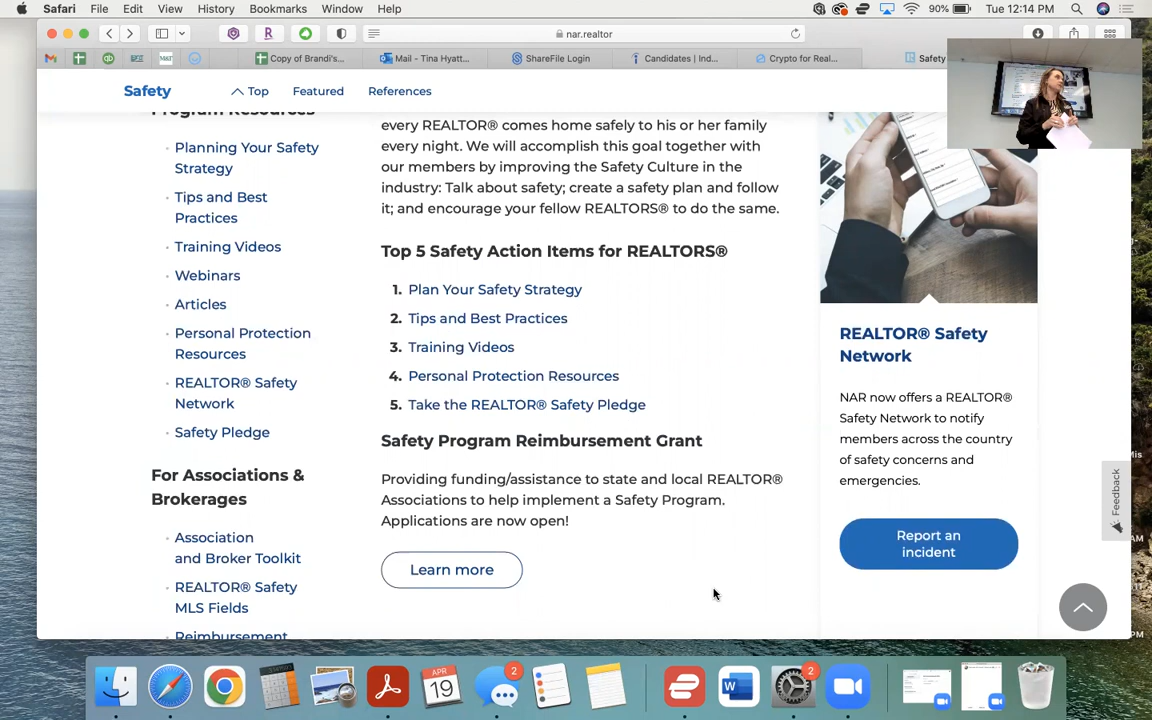 Safari File Edit View History Bookmarks Window Help
90% Tue 12:14 PM
nar.realtor
Copy of Brandi's...
Mail - Tina Hyatt...
ShareFile Login
Candidates | Ind...
Crypto for Real...
Safety
Safety
Top
Featured
References
Program Resources
Planning Your Safety
Strategy
Tips and Best
Practices
Training Videos
Webinars
Articles
Personal Protection
Resources
REALTOR® Safety
Network
Safety Pledge
For Associations &
Brokerages
Association
and Broker Toolkit
REALTOR® Safety
MLS Fields
Reimbursement
every REALTOR® comes home safely to his or her family
every night. We will accomplish this goal together with
our members by improving the Safety Culture in the
industry: Talk about safety; create a safety plan and follow
it; and encourage your fellow REALTORS® to do the same.
Top 5 Safety Action Items for REALTORS®
1. Plan Your Safety Strategy
2. Tips and Best Practices
3. Training Videos
4. Personal Protection Resources
5. Take the REALTOR® Safety Pledge
Safety Program Reimbursement Grant
Providing funding/assistance to state and local REALTOR®
Associations to help implement a Safety Program.
Applications are now open!
Learn more
REALTOR® Safety
Network
NAR now offers a REALTOR®
Safety Network to notify
members across the country
of safety concerns and
emergencies.
Report an
incident
Feedback
APR
19
2
2